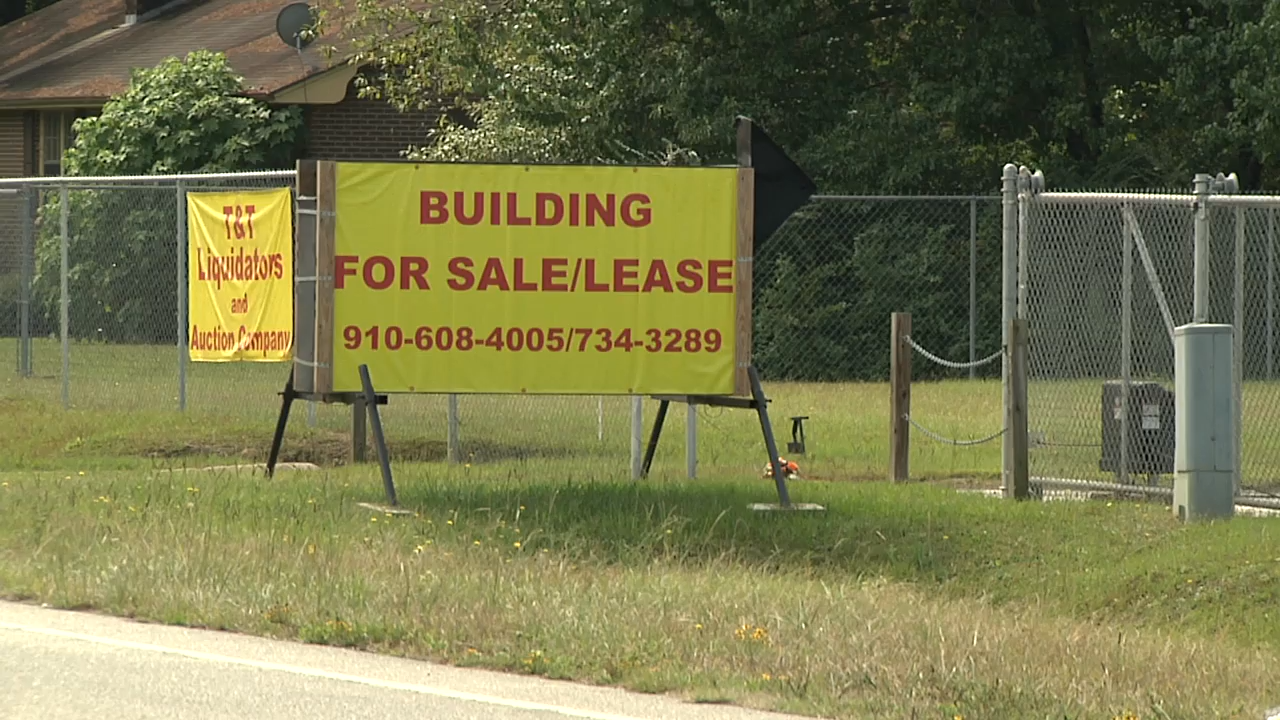 T&T
Liquidators
and
Auction Company
BUILDING
FOR SALE/LEASE
910-608-4005/734-3289